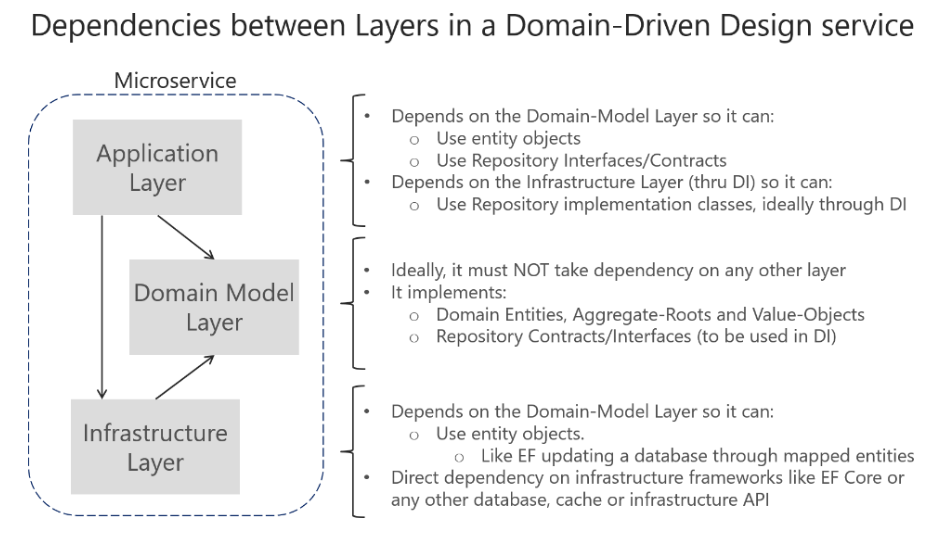 Dependencies between Layers in a Domain-Driven Design service
Microservice
Application
Layer
Domain Model
Layer
Infrastructure
Layer
• Depends on the Domain-Model Layer so it can:
o Use entity objects
o Use Repository Interfaces/Contracts
• Depends on the Infrastructure Layer (thru DI) so it can:
o Use Repository implementation classes, ideally through DI
• Ideally, it must NOT take dependency on any other layer
• It implements:
o Domain Entities, Aggregate-Roots and Value-Objects
o Repository Contracts/Interfaces (to be used in DI)
• Depends on the Domain-Model Layer so it can:
o Use entity objects.
o Like EF updating a database through mapped entities
• Direct dependency on infrastructure frameworks like EF Core or
any other database, cache or infrastructure API